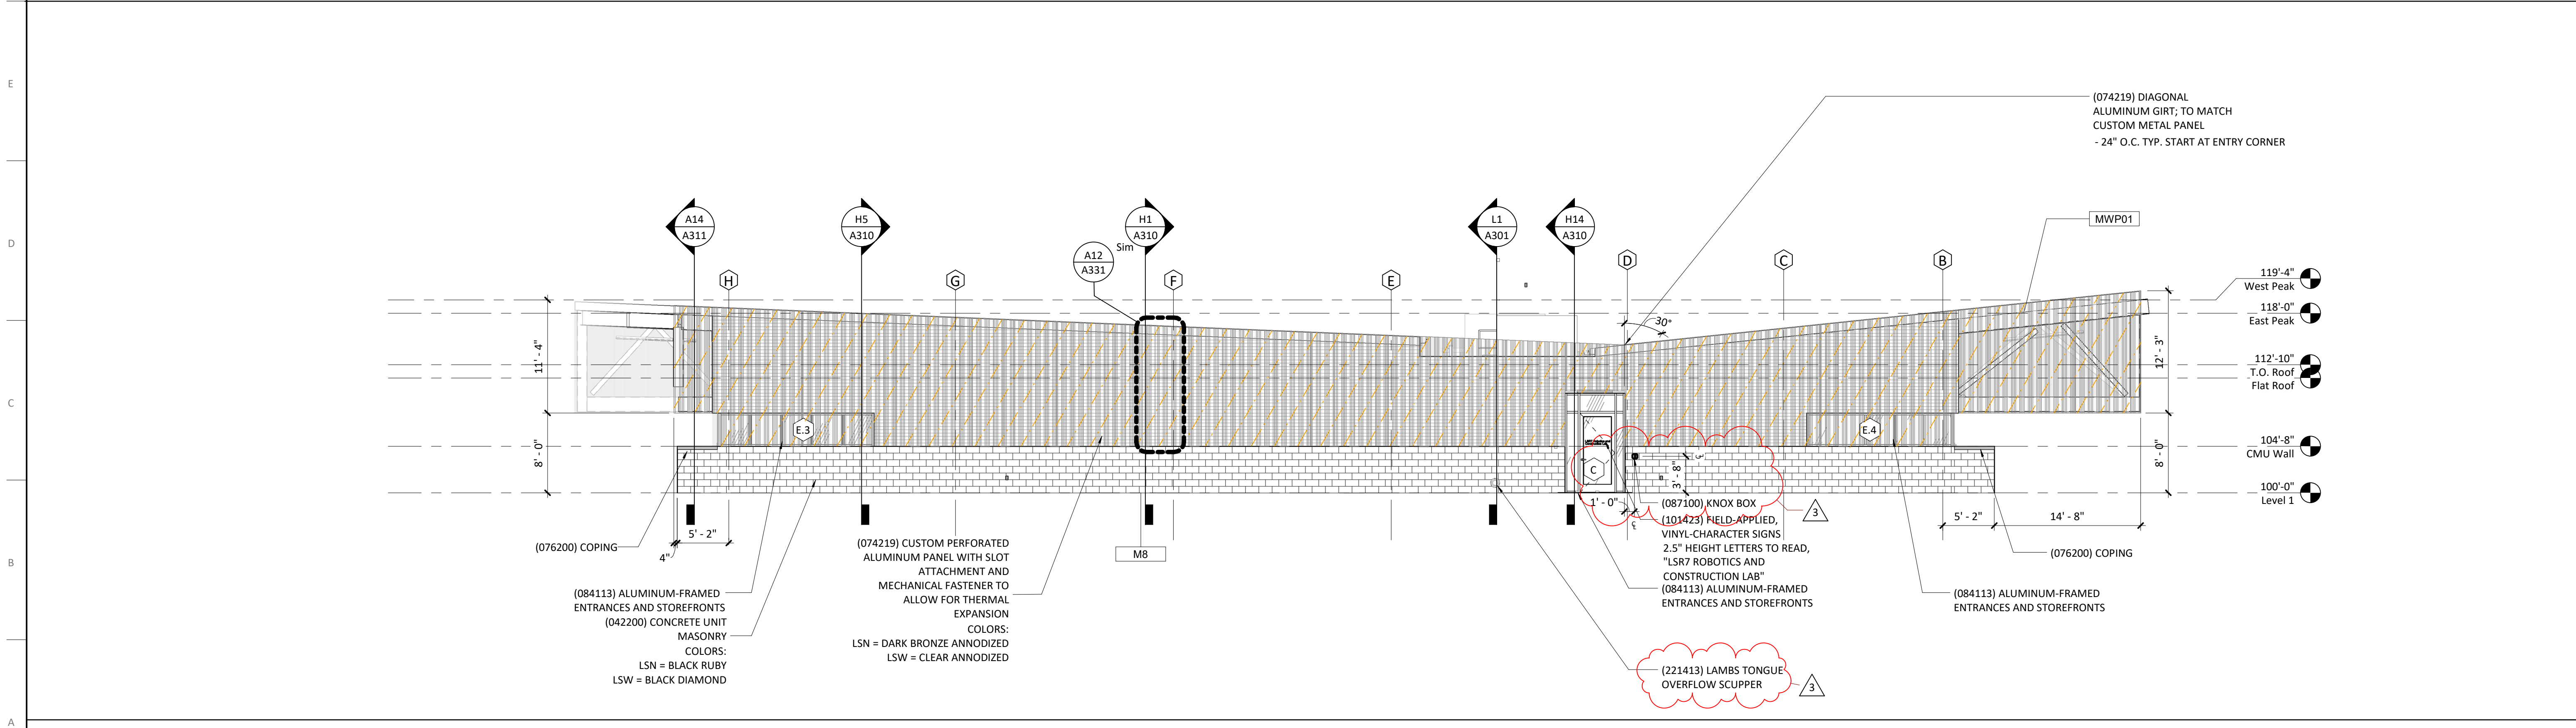 E
D
C
B
A
(074219) DIAGONAL
ALUMINUM GIRT; TO MATCH
CUSTOM METAL PANEL
- 24" O.C. TYP. START AT ENTRY CORNER
A14
A311
H5
A310
H1
A310
L1
A301
H14
A310
MWP01
A12
A331
Sim
H
G
F
E
D
C
B
119'-4"
West Peak
118'-0"
East Peak
112'-10"
T.O. Roof
Flat Roof
104'-8"
CMU Wall
100'-0"
Level 1
30°
11' - 4"
8' - 0"
12' - 3"
8' - 0"
E.3
E.4
C
3' - 8"
1' - 0"
5' - 2"
4"
5' - 2"
14' - 8"
(076200) COPING
(084113) ALUMINUM-FRAMED
ENTRANCES AND STOREFRONTS
(042200) CONCRETE UNIT
MASONRY
COLORS:
LSN = BLACK RUBY
LSW = BLACK DIAMOND
(074219) CUSTOM PERFORATED
ALUMINUM PANEL WITH SLOT
ATTACHMENT AND
MECHANICAL FASTENER TO
ALLOW FOR THERMAL
EXPANSION
COLORS:
LSN = DARK BRONZE ANNODIZED
LSW = CLEAR ANNODIZED
M8
(087100) KNOX BOX
3
(101423) FIELD-APPLIED,
VINYL-CHARACTER SIGNS
2.5" HEIGHT LETTERS TO READ,
"LSR7 ROBOTICS AND
CONSTRUCTION LAB"
(084113) ALUMINUM-FRAMED
ENTRANCES AND STOREFRONTS
(076200) COPING
(084113) ALUMINUM-FRAMED
ENTRANCES AND STOREFRONTS
(221413) LAMBS TONGUE
OVERFLOW SCUPPER
3